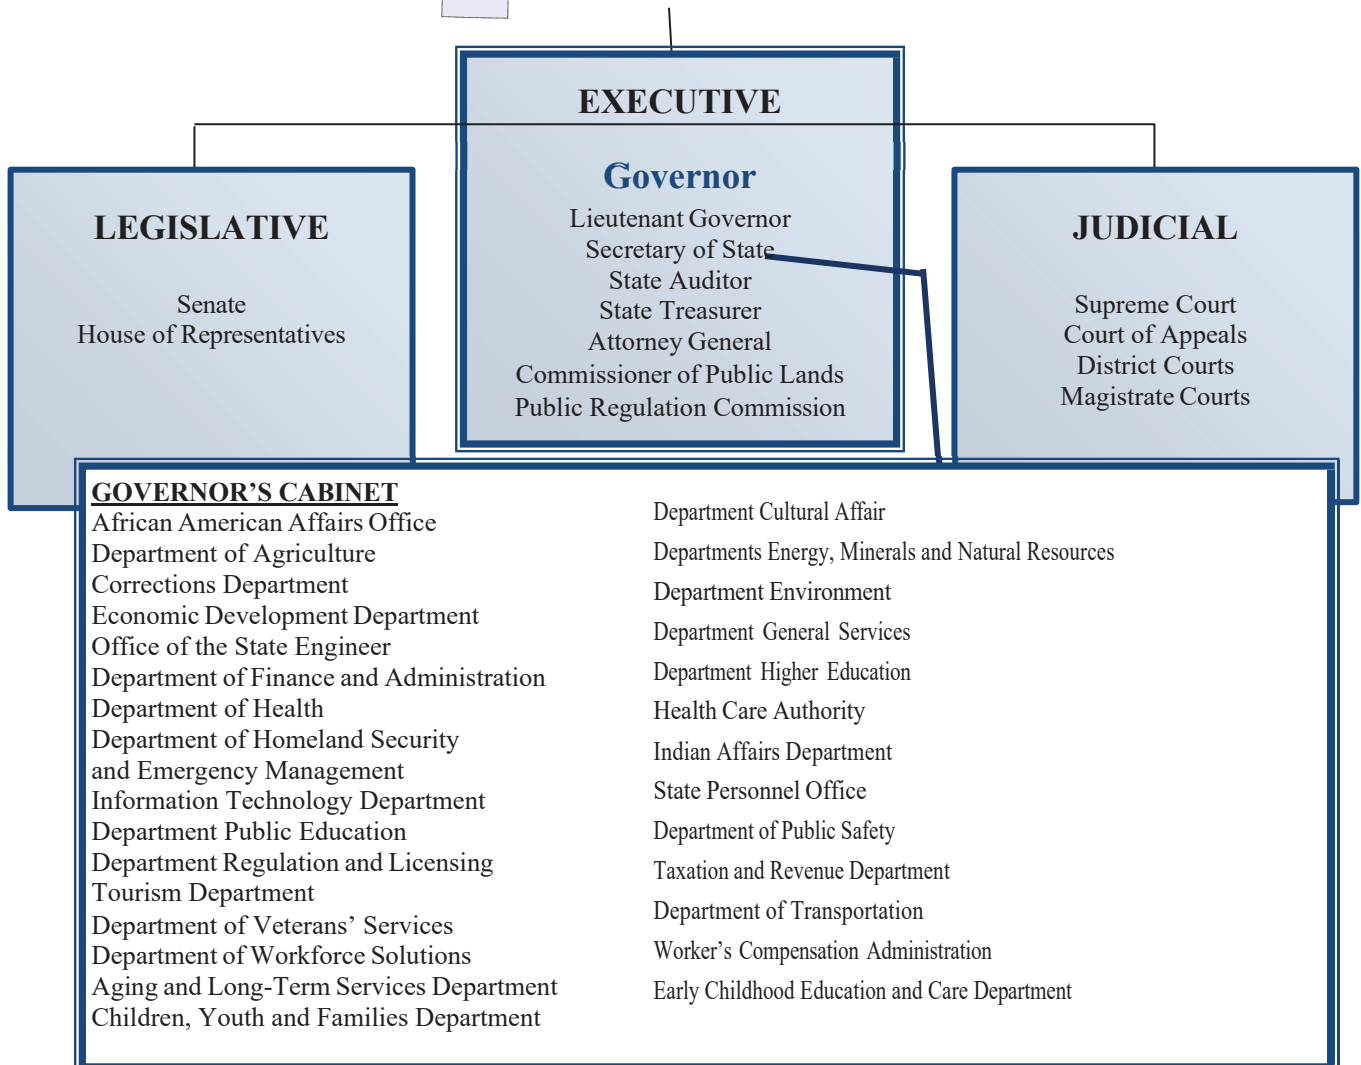 EXECUTIVE
Governor
Lieutenant Governor
Secretary of State
State Auditor
State Treasurer
Attorney General
Commissioner of Public Lands
Public Regulation Commission
LEGISLATIVE
Senate
House of Representatives
JUDICIAL
Supreme Court
Court of Appeals
District Courts
Magistrate Courts
GOVERNOR’S CABINET
African American Affairs Office
Department of Agriculture
Corrections Department
Economic Development Department
Office of the State Engineer
Department of Finance and Administration
Department of Health
Department of Homeland Security
and Emergency Management
Information Technology Department
Department Public Education
Department Regulation and Licensing
Tourism Department
Department of Veterans’ Services
Department of Workforce Solutions
Aging and Long-Term Services Department
Children, Youth and Families Department
Department Cultural Affair
Departments Energy, Minerals and Natural Resources
Department Environment
Department General Services
Department Higher Education
Health Care Authority
Indian Affairs Department
State Personnel Office
Department of Public Safety
Taxation and Revenue Department
Department of Transportation
Worker’s Compensation Administration
Early Childhood Education and Care Department